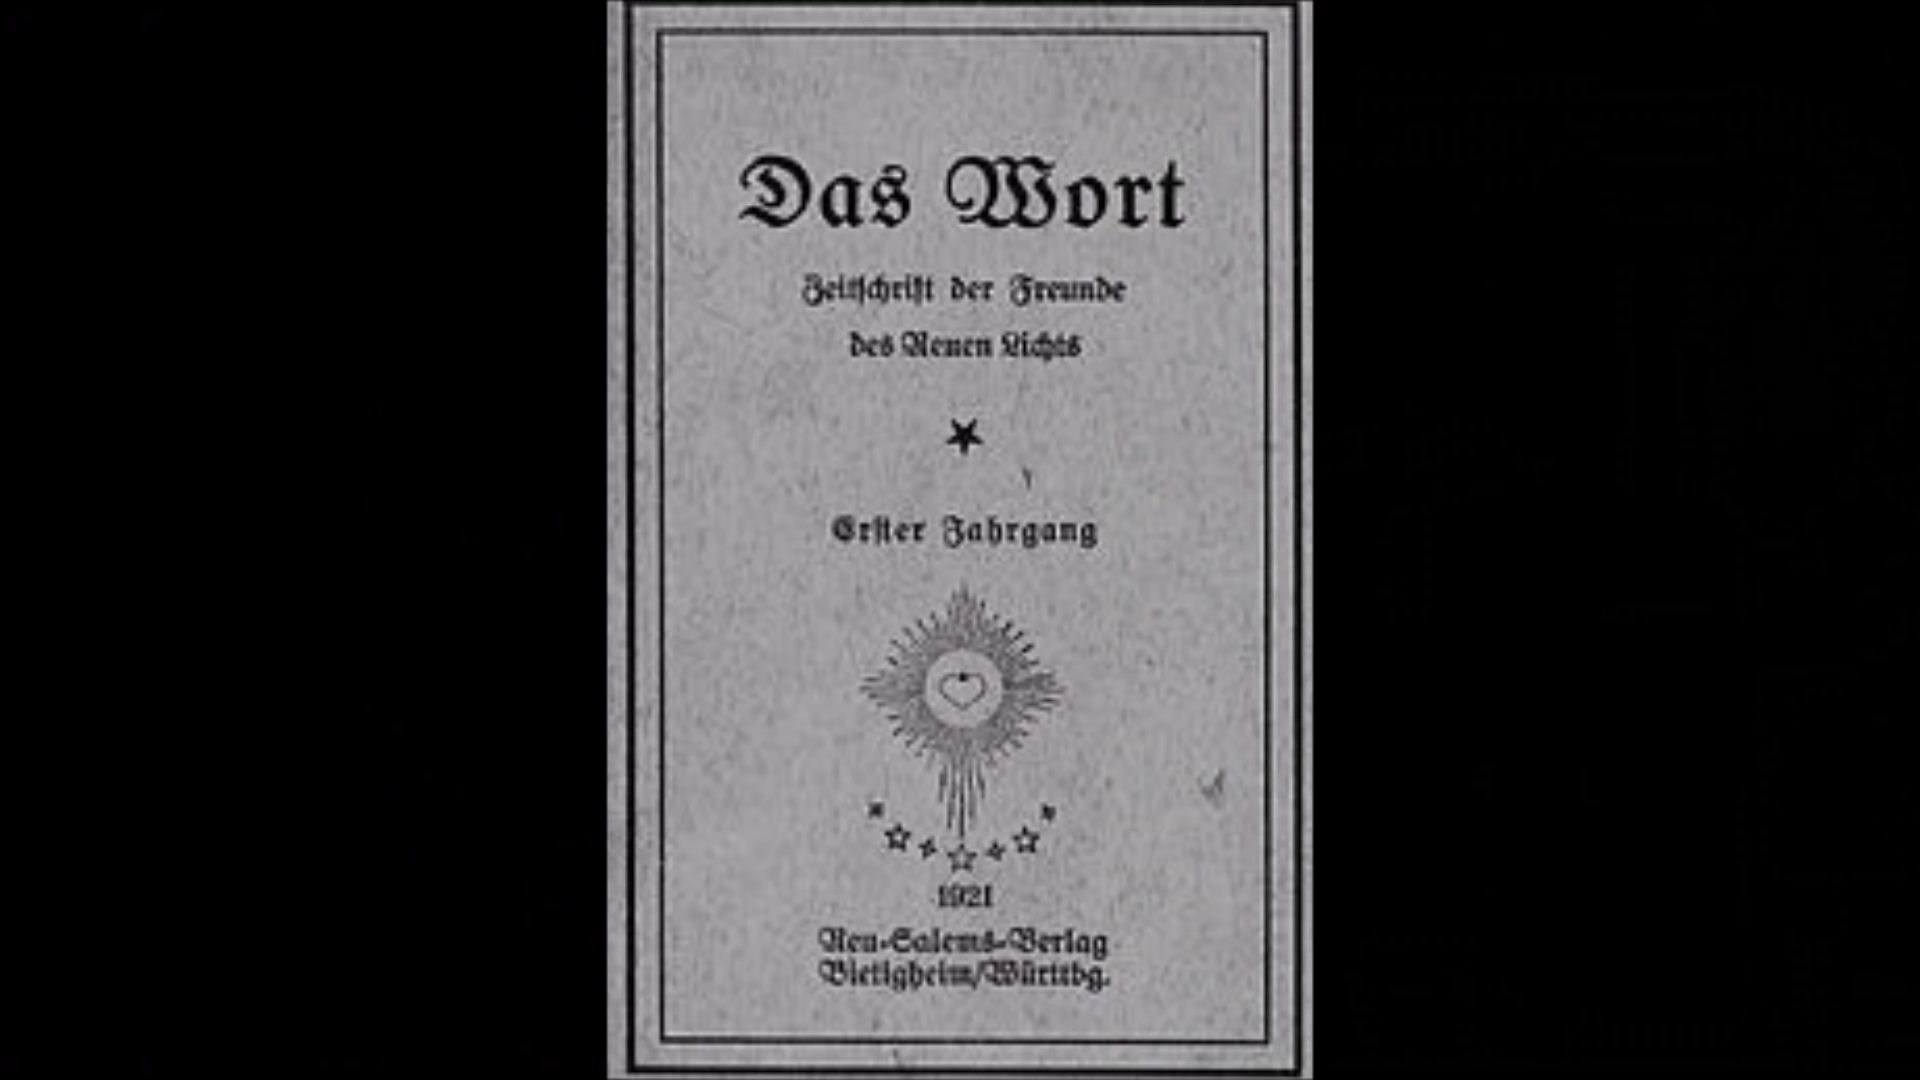 Das Wort
Zeitschrift der Freunde
des Neuen Lichts
Erster Jahrgang
1921
Neu-Salems-Verlag
Bietigheim/Württbg.